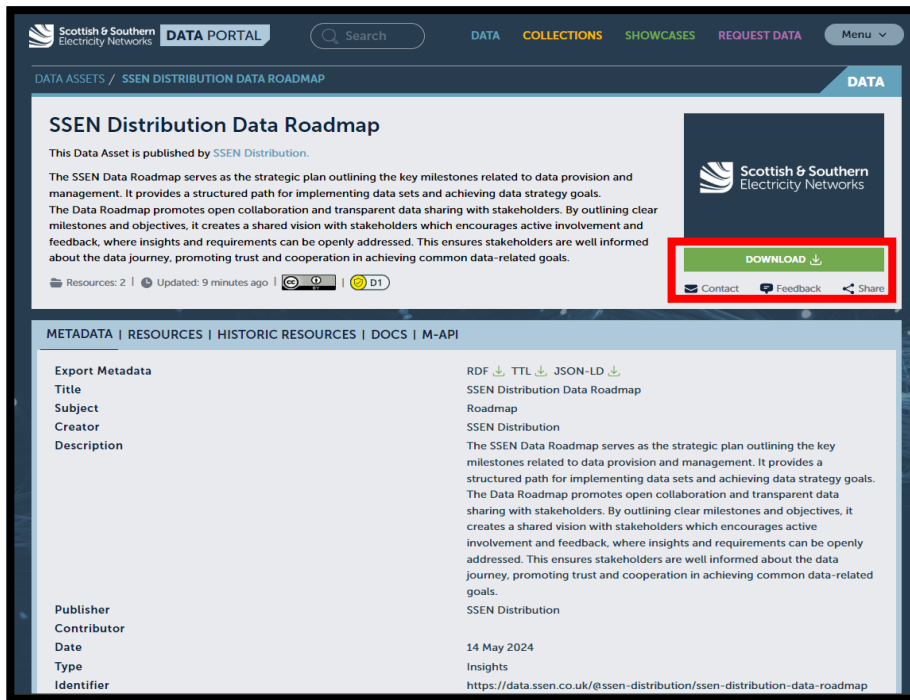 Scottish & Southern
Electricity Networks
DATA PORTAL
Search
DATA
COLLECTIONS
SHOWCASES
REQUEST DATA
Menu
DATA ASSETS / SSEN DISTRIBUTION DATA ROADMAP
DATA
SSEN Distribution Data Roadmap
This Data Asset is published by SSEN Distribution.
The SSEN Data Roadmap serves as the strategic plan outlining the key milestones related to data provision and
management. It provides a structured path for implementing data sets and achieving data strategy goals.
The Data Roadmap promotes open collaboration and transparent data sharing with stakeholders. By outlining clear
milestones and objectives, it creates a shared vision with stakeholders which encourages active involvement and
feedback, where insights and requirements can be openly addressed. This ensures stakeholders are well informed
about the data journey, promoting trust and cooperation in achieving common data-related goals.
Resources: 2 | Updated: 9 minutes ago | cc BY | D1
Scottish & Southern
Electricity Networks
DOWNLOAD
Contact
Feedback
Share
METADATA | RESOURCES | HISTORIC RESOURCES | DOCS | M-API
Export Metadata RDF TTL JSON-LD
Title SSEN Distribution Data Roadmap
Subject Roadmap
Creator SSEN Distribution
Description The SSEN Data Roadmap serves as the strategic plan outlining the key
milestones related to data provision and management. It provides a
structured path for implementing data sets and achieving data strategy goals.
The Data Roadmap promotes open collaboration and transparent data
sharing with stakeholders. By outlining clear milestones and objectives, it
creates a shared vision with stakeholders which encourages active
involvement and feedback, where insights and requirements can be openly
addressed. This ensures stakeholders are well informed about the data
journey, promoting trust and cooperation in achieving common data-related
goals.
Publisher SSEN Distribution
Contributor
Date 14 May 2024
Type Insights
Identifier https://data.ssen.co.uk/@ssen-distribution/ssen-distribution-data-roadmap